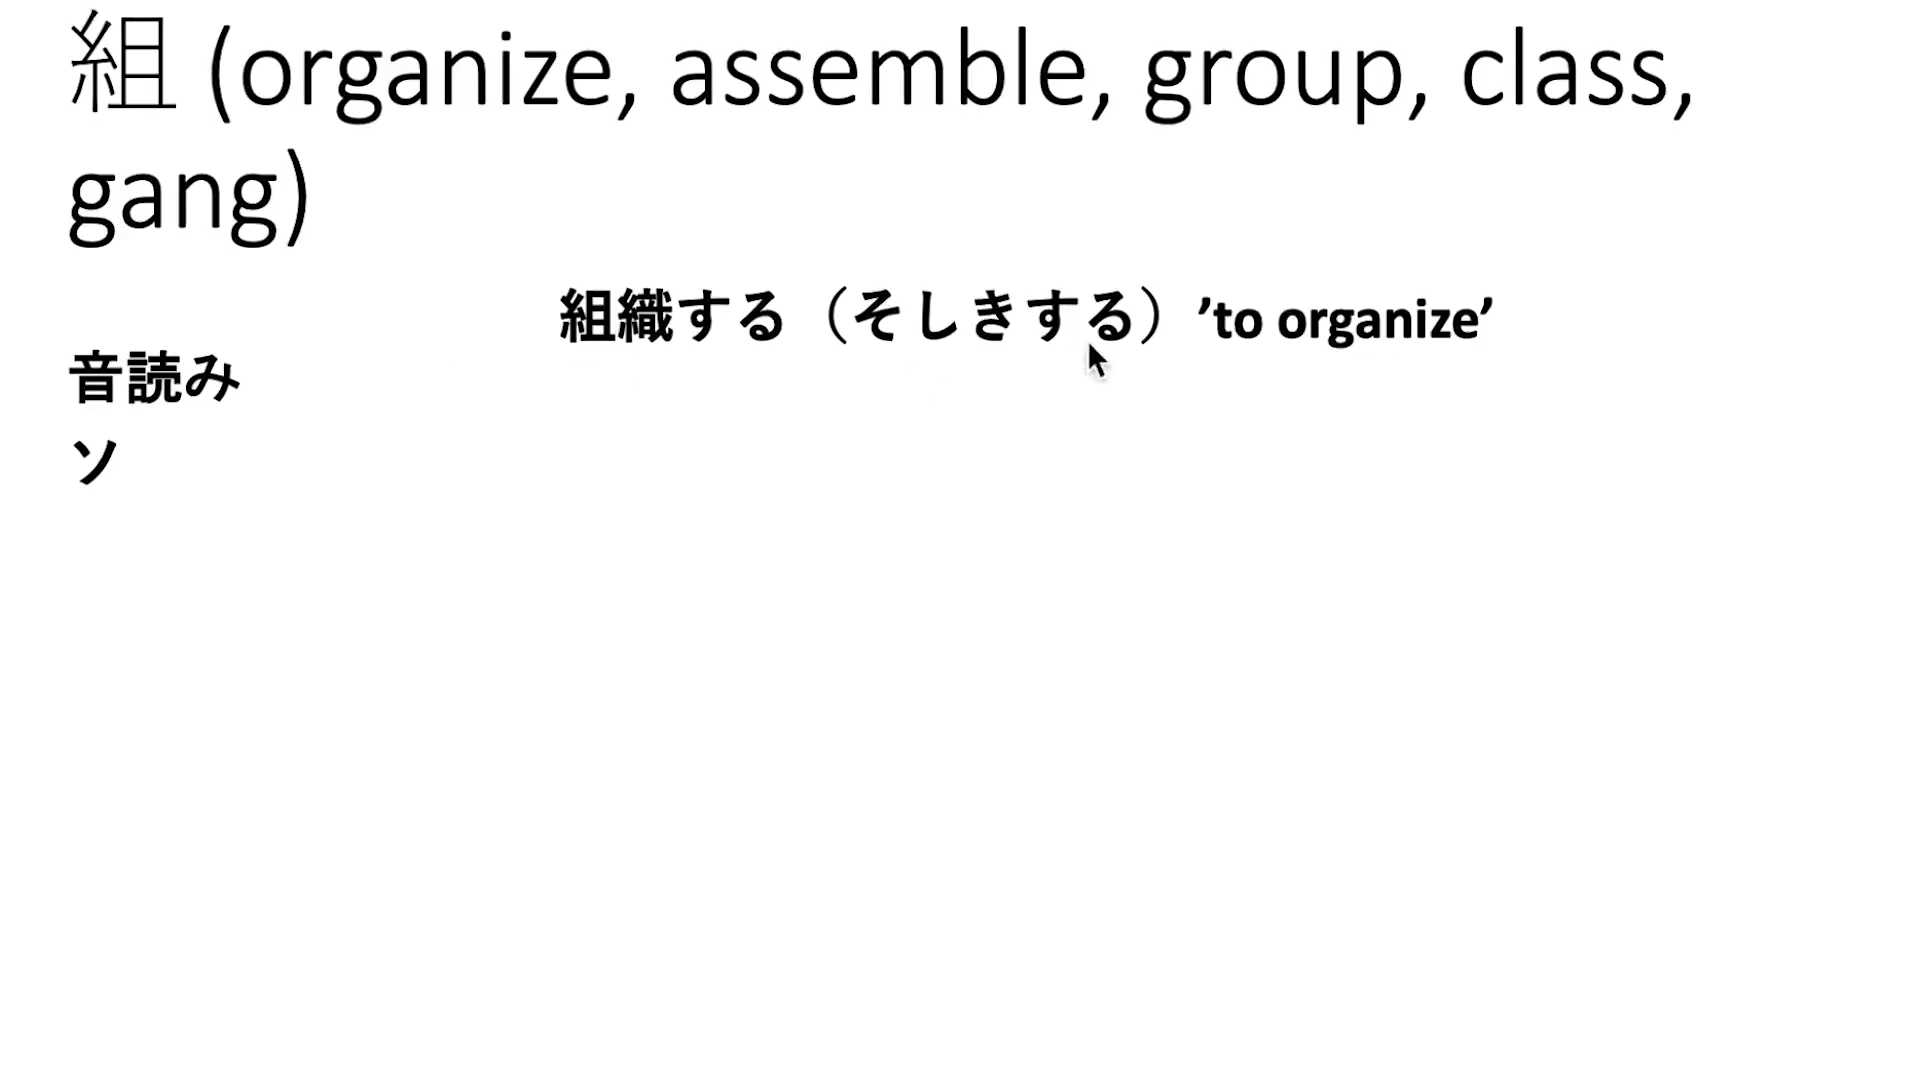 組 (organize, assemble, group, class,
gang)
組織する（そしきする）’to organize’
音読み
ソ